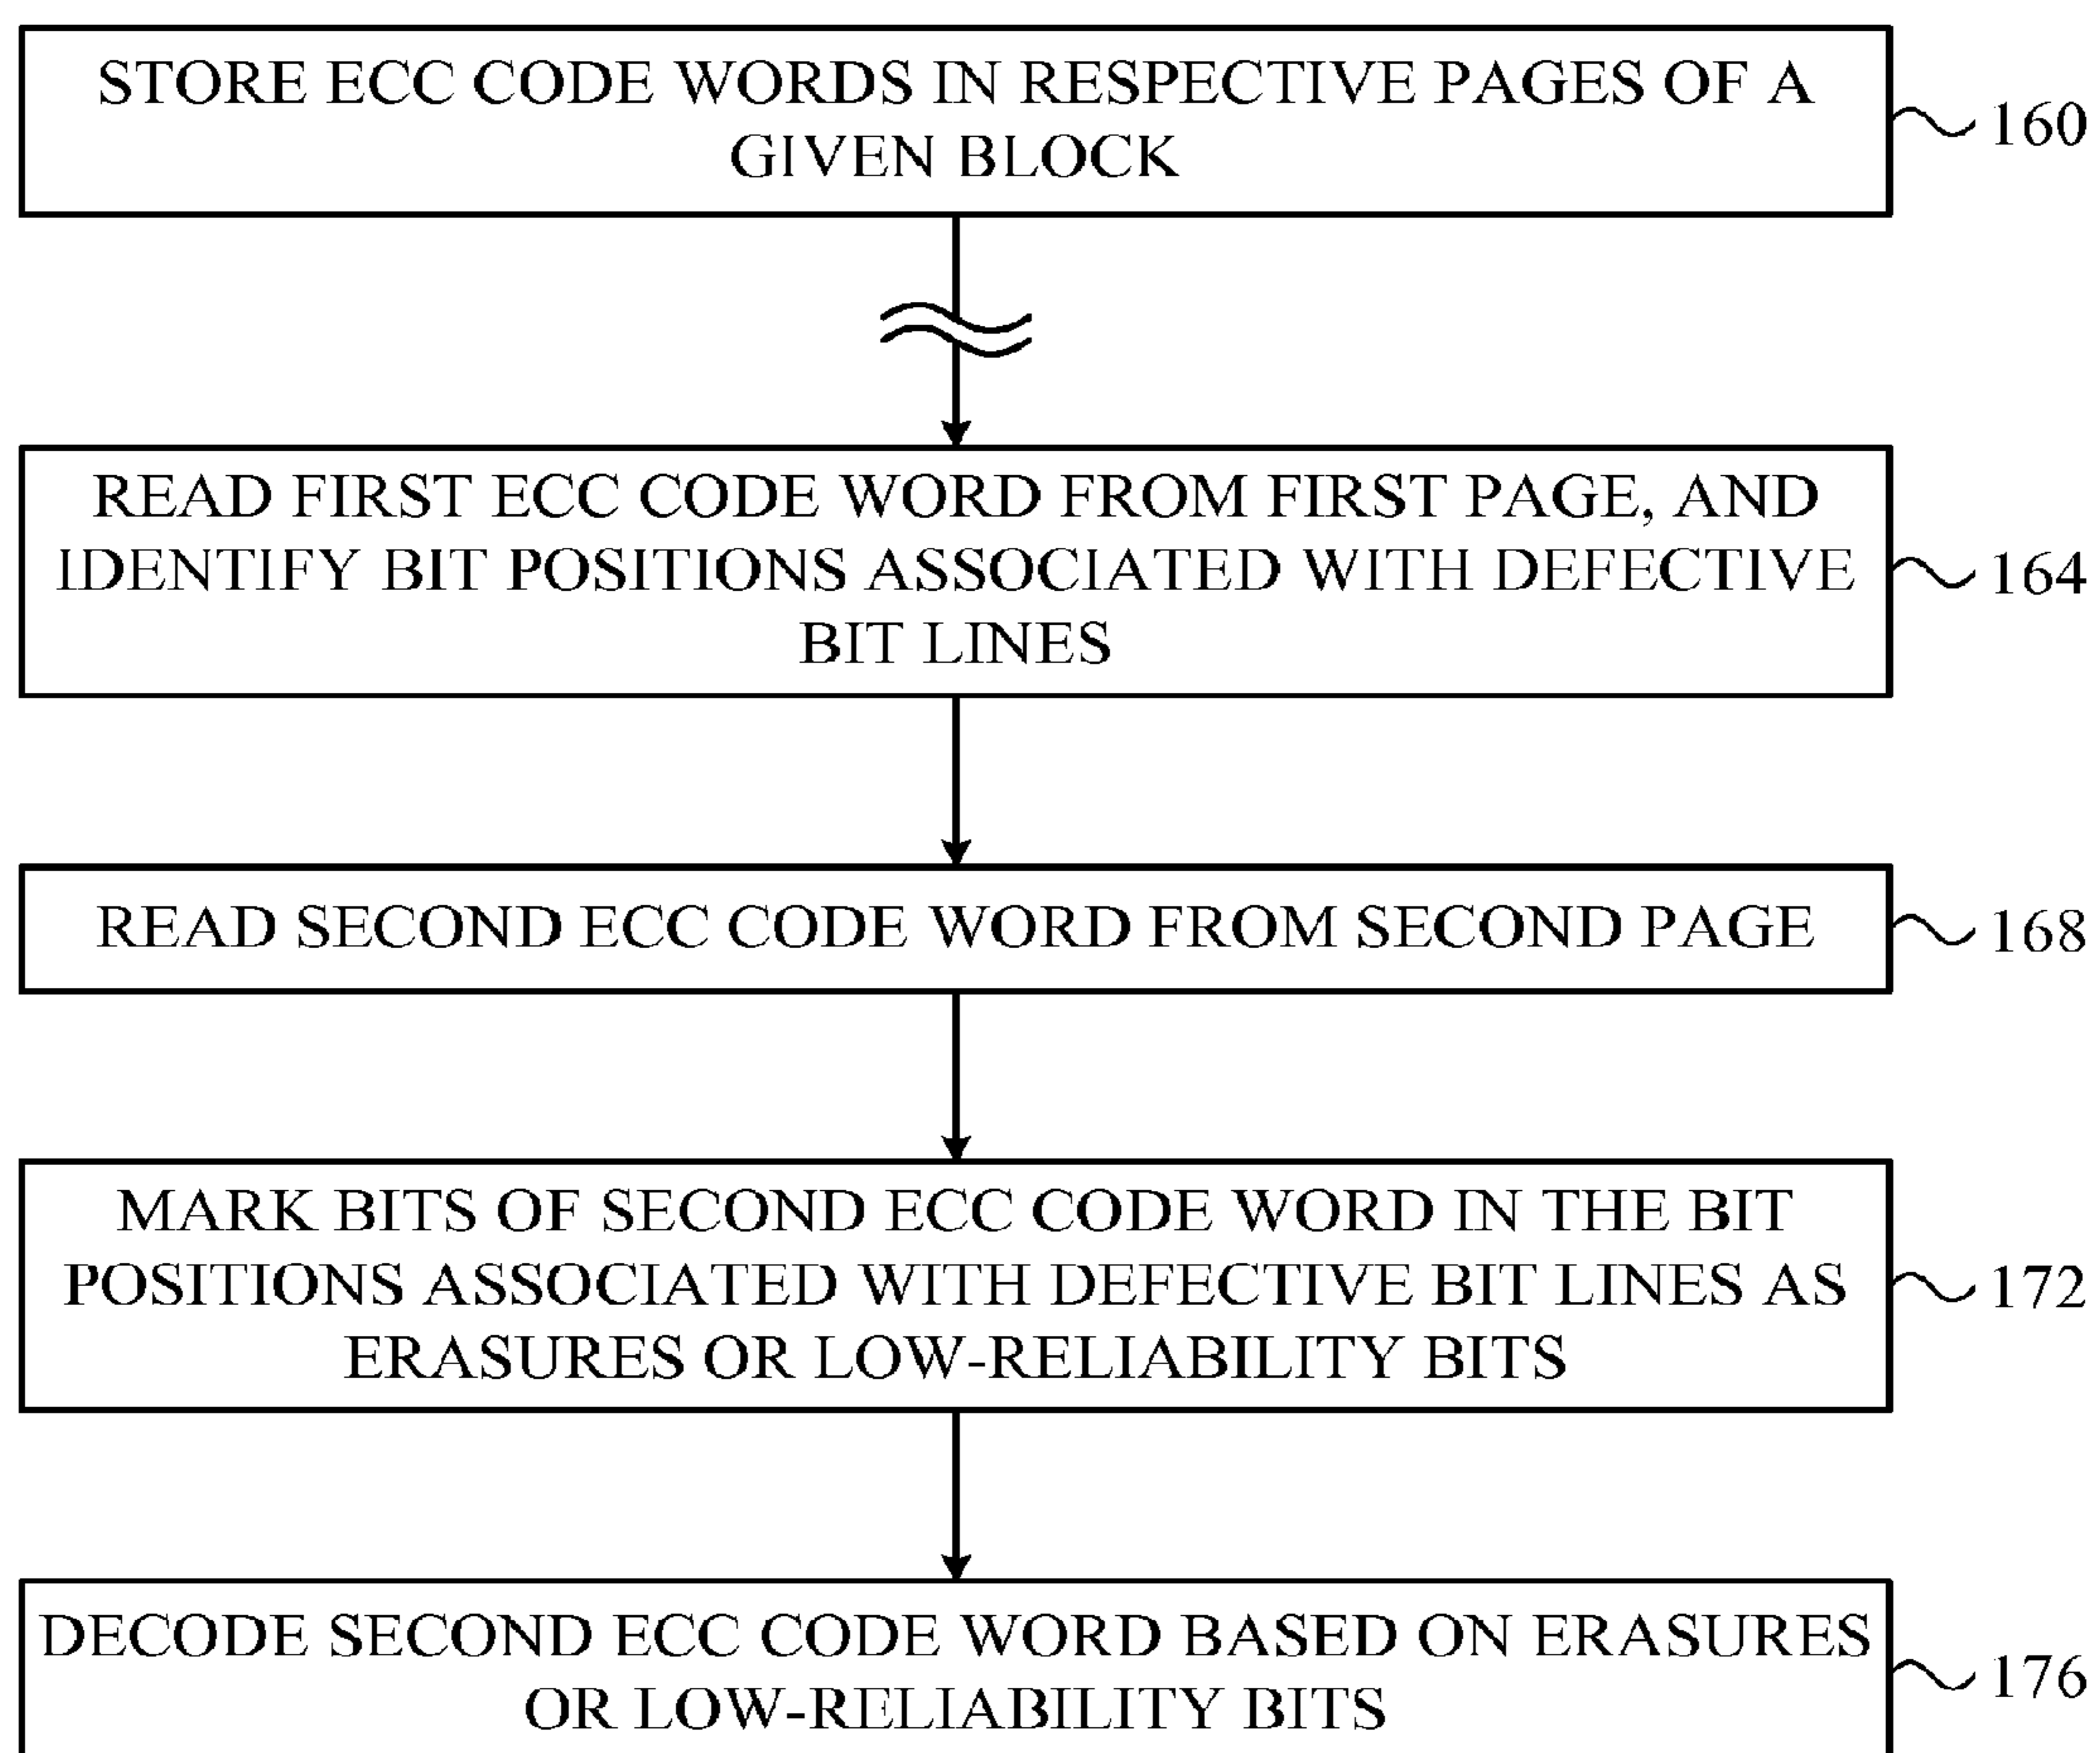 STORE ECC CODE WORDS IN RESPECTIVE PAGES OF A
GIVEN BLOCK
160
READ FIRST ECC CODE WORD FROM FIRST PAGE, AND
IDENTIFY BIT POSITIONS ASSOCIATED WITH DEFECTIVE
BIT LINES
164
READ SECOND ECC CODE WORD FROM SECOND PAGE
168
MARK BITS OF SECOND ECC CODE WORD IN THE BIT
POSITIONS ASSOCIATED WITH DEFECTIVE BIT LINES AS
ERASURES OR LOW-RELIABILITY BITS
172
DECODE SECOND ECC CODE WORD BASED ON ERASURES
OR LOW-RELIABILITY BITS
176